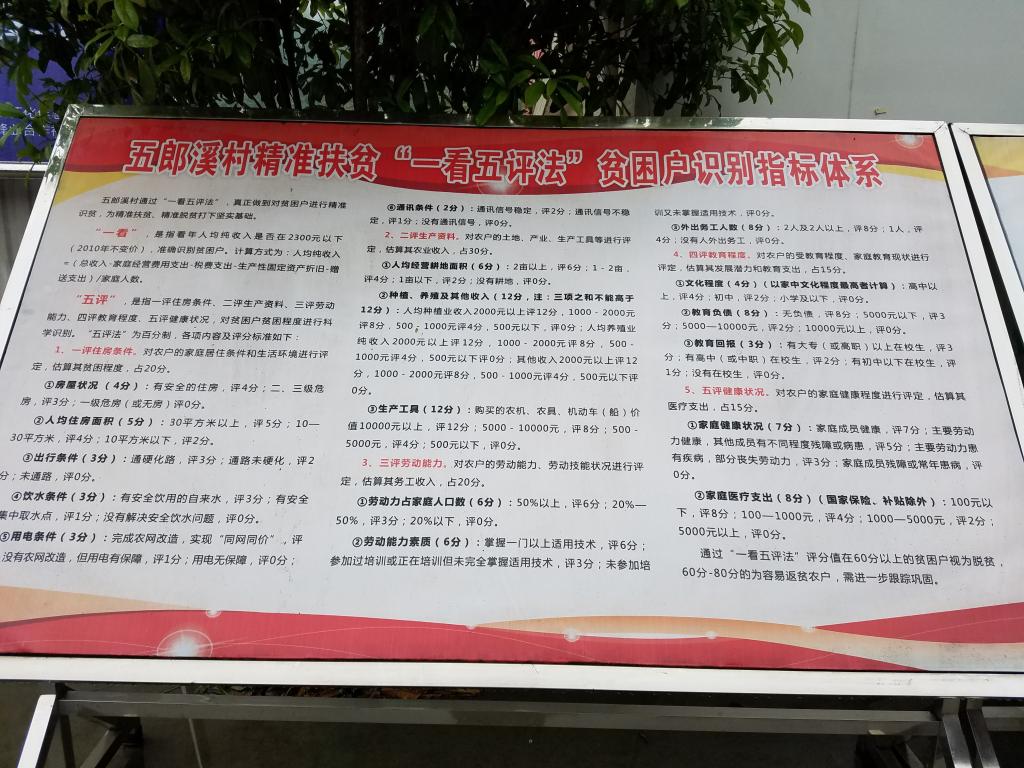 五郎溪村精准扶贫“一看五评法”贫困户识别指标体系
五郎溪村通过“一看五评法”，真正做到对贫困户进行精准
识贫，为精准扶贫、精准脱贫打下坚实基础。
“一看”，是指看年人均纯收入是否在2300元以下
（2010年不变价），准确识别贫困户。计算方式为：人均纯收入
=（总收入-家庭经营费用支出-税费支出-生产性固定资产折旧-赠
送支出）/家庭人数。
“五评”，是指一评住房条件、二评生产资料、三评劳动
能力、四评教育程度、五评健康状况，对贫困户贫困程度进行科
学识别。“五评法”为百分制，各项内容及评分标准如下：
1、一评住房条件。对农户的家庭居住条件和生活环境进行评
定，估算其贫困程度，占20分。
①房屋状况（4分）：有安全的住房，评4分；二、三级危
房，评3分；一级危房（或无房）评0分。
②人均住房面积（5分）：30平方米以上，评5分；10—
30平方米，评4分；10平方米以下，评2分。
③出行条件（3分）：通硬化路，评3分；通路未硬化，评2
分；未通路，评0分。
④饮水条件（3分）：有安全饮用的自来水，评3分；有安全
集中取水点，评1分；没有解决安全饮水问题，评0分。
⑤用电条件（3分）：完成农网改造，实现“同网同价”，评
没有农网改造，但用电有保障，评1分；用电无保障，评0分；
⑥通讯条件（2分）：通讯信号稳定，评2分；通讯信号不稳
定，评1分；没有通讯信号，评0分。
2、二评生产资料。对农户的土地、产业、生产工具等进行评
定，估算其农业收入，占30分。
①人均经营耕地面积（6分）：2亩以上，评6分；1-2亩，
评4分；1亩以下，评2分；没有耕地，评0分。
②种植、养殖及其他收入（12分，注：三项之和不能高于
12分）：人均种植业收入2000元以上评12分，1000-2000元
评8分，500，1000元评4分，500元以下，评0分；人均养殖业
纯收入2000元以上评12分，1000-2000元评8分，500-
1000元评4分，500元以下评0分；其他收入2000元以上评12
分，1000-2000元评8分，500-1000元评4分，500元以下评
0分。
③生产工具（12分）：购买的农机、农具、机动车（船）价
值10000元以上，评12分；5000-10000元，评8分；500-
5000元，评4分；500元以下，评0分。
3、三评劳动能力。对农户的劳动能力、劳动技能状况进行评
定，估算其务工收入，占20分。
①劳动力占家庭人口数（6分）：50%以上，评6分；20%—
50%，评3分；20%以下，评0分。
②劳动能力素质（6分）：掌握一门以上适用技术，评6分；
参加过培训或正在培训但未完全掌握适用技术，评3分；未参加培
训又未掌握适用技术，评0分。
③外出务工人数（8分）：2人及2人以上，评8分；1人，评
4分；没有人外出务工，评0分。
4、四评教育程度。对农户的受教育程度、家庭教育现状进行
评定，估算其发展潜力和教育支出，占15分。
①文化程度（4分）（以家中文化程度最高者计算）：高中以
上，评4分；初中，评2分；小学及以下，评0分。
②教育负债（8分）：无负债，评8分；5000元以下，评3
分；5000—10000元，评2分；10000元以上，评0分。
③教育回报（3分）：有大专（或高职）以上在校生，评3
分；有高中（或中职）在校生，评2分；有初中以下在校生，评
1分；没有在校生，评0分。
5、五评健康状况。对农户的家庭健康程度进行评定，估算其
医疗支出，占15分。
①家庭健康状况（7分）：家庭成员健康，评7分；主要劳动
力健康，其他成员有不同程度残障或病患，评5分；主要劳动力患
有疾病，部分丧失劳动力，评3分；家庭成员残障或常年患病，评
0分。
②家庭医疗支出（8分）（国家保险、补贴除外）：100元以
下，评8分；100—1000元，评4分；1000—5000元，评2分；
5000元以上，评0分。
通过“一看五评法”评分值在60分以上的贫困户视为脱贫，
60分-80分的为容易返贫农户，需进一步跟踪巩固。